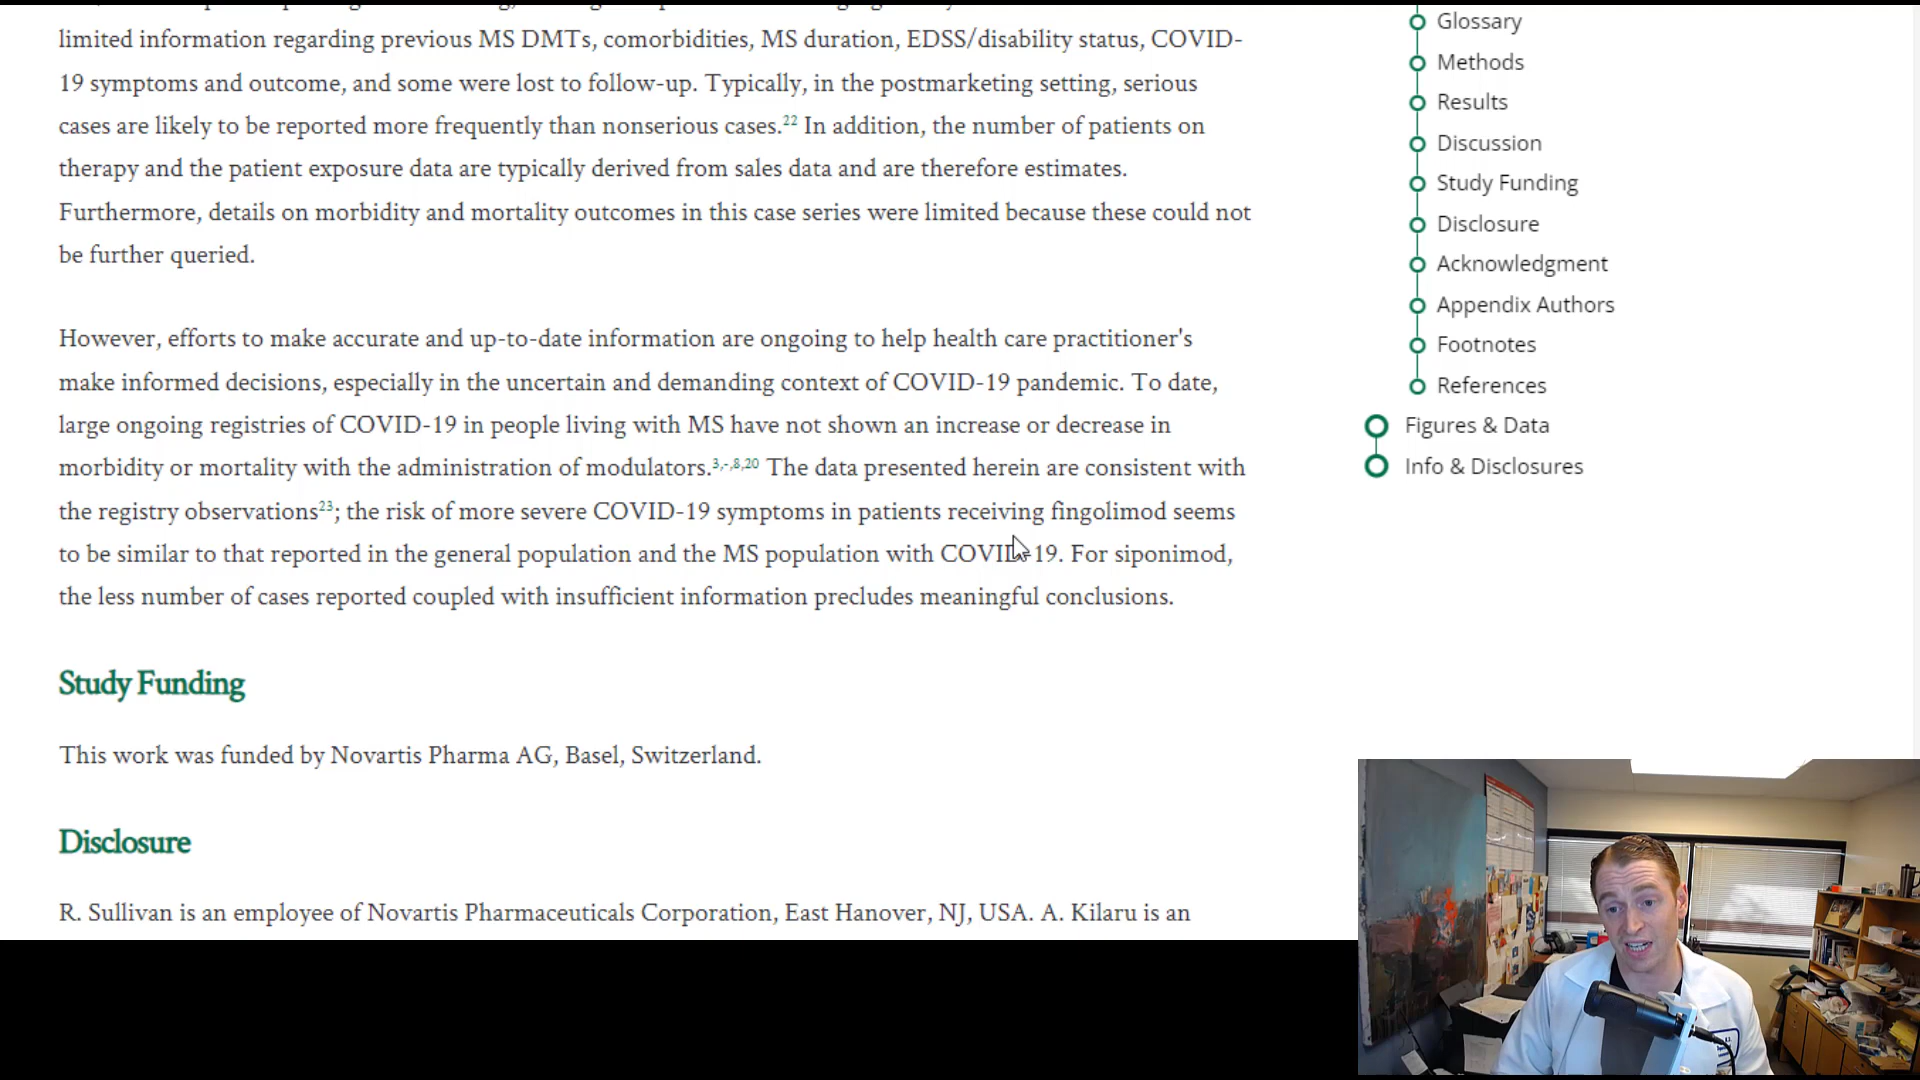 limited information regarding previous MS DMTs, comorbidities, MS duration, EDSS/disability status, COVID-
19 symptoms and outcome, and some were lost to follow-up. Typically, in the postmarketing setting, serious
cases are likely to be reported more frequently than nonserious cases.22 In addition, the number of patients on
therapy and the patient exposure data are typically derived from sales data and are therefore estimates.
Furthermore, details on morbidity and mortality outcomes in this case series were limited because these could not
be further queried.
However, efforts to make accurate and up-to-date information are ongoing to help health care practitioner's
make informed decisions, especially in the uncertain and demanding context of COVID-19 pandemic. To date,
large ongoing registries of COVID-19 in people living with MS have not shown an increase or decrease in
morbidity or mortality with the administration of modulators.3,-,8,20 The data presented herein are consistent with
the registry observations23; the risk of more severe COVID-19 symptoms in patients receiving fingolimod seems
to be similar to that reported in the general population and the MS population with COVID-19. For siponimod,
the less number of cases reported coupled with insufficient information precludes meaningful conclusions.
Study Funding
This work was funded by Novartis Pharma AG, Basel, Switzerland.
Disclosure
R. Sullivan is an employee of Novartis Pharmaceuticals Corporation, East Hanover, NJ, USA. A. Kilaru is an
Glossary
Methods
Results
Discussion
Study Funding
Disclosure
Acknowledgment
Appendix Authors
Footnotes
References
Figures & Data
Info & Disclosures